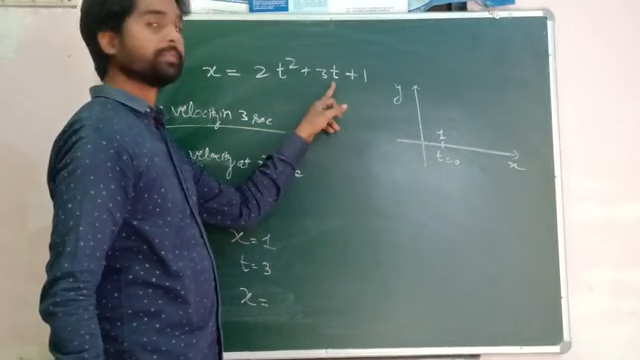 x = 2t² + 3t + 1
velocity in 3 sec
velocity at
x = 1
t = 3
x =
y
1
t = 0
x